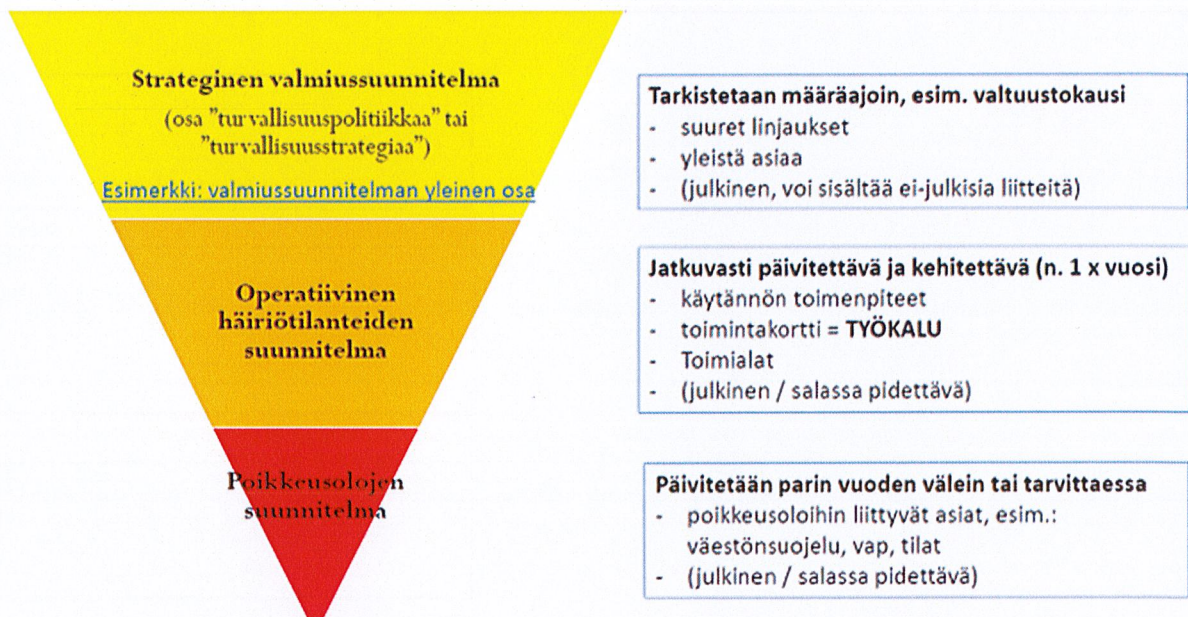 Strateginen valmiussuunnitelma
(osa ”turvallisuuspolitiikkaa” tai
”turvallisuusstrategiaa”)
Esimerkki: valmiussuunnitelman yleinen osa
Tarkistetaan määräajoin, esim. valtuustokausi
- suuret linjaukset
- yleistä asiaa
- (julkinen, voi sisältää ei-julkisia liitteitä)
Operatiivinen
häiriötilanteiden
suunnitelma
Jatkuvasti päivitettävä ja kehitettävä (n. 1 x vuosi)
- käytännön toimenpiteet
- toimintakortti = TYÖKALU
- Toimialat
- (julkinen / salassa pidettävä)
Poikkeusolojen
suunnitelma
Päivitetään parin vuoden välein tai tarvittaessa
- poikkeusoloihin liittyvät asiat, esim.:
väestönsuojelu, vap, tilat
- (julkinen / salassa pidettävä)